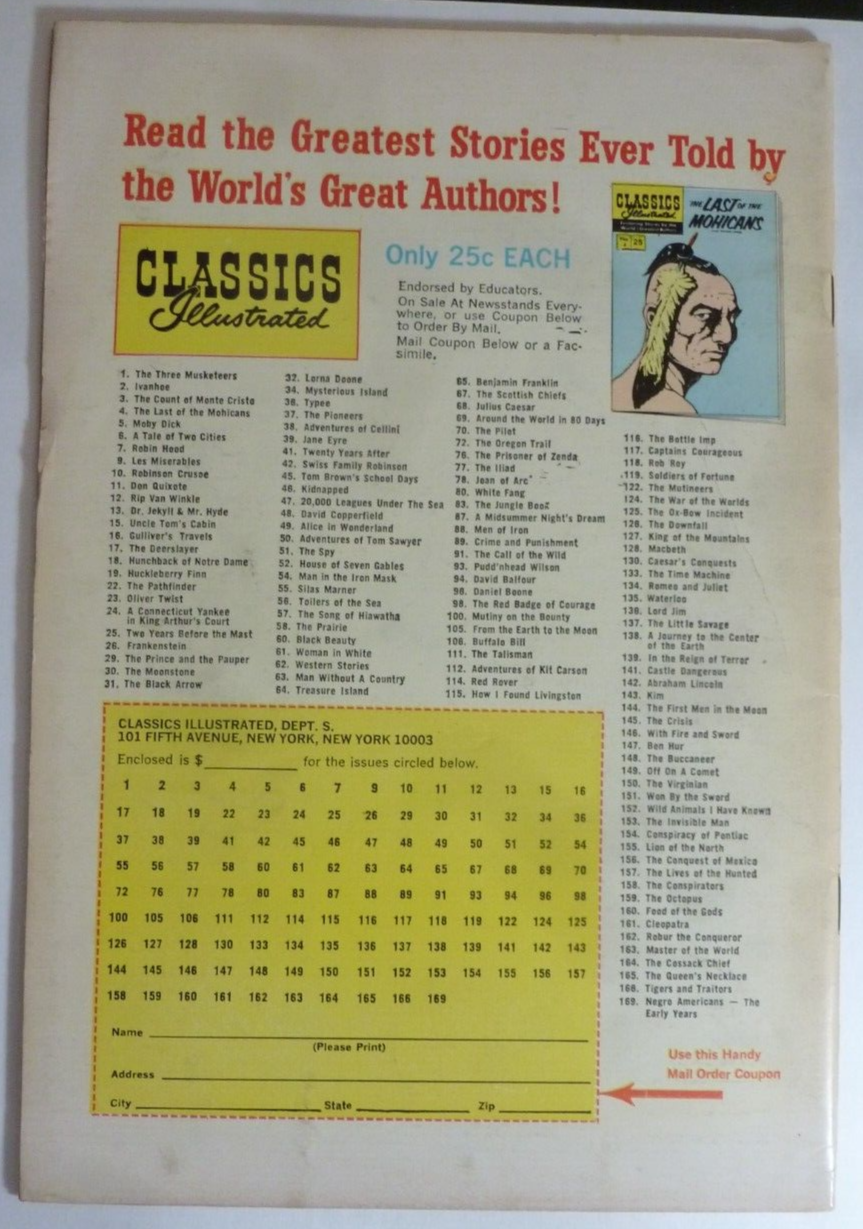 Read the Greatest Stories Ever Told by
the World's Great Authors!
CLASSICS
Illustrated
Only 25c EACH
Endorsed by Educators.
On Sale At Newsstands Every-
where, or use Coupon Below
to Order By Mail.
Mail Coupon Below or a Fac-
simile.
CLASSICS
Illustrated
THE LAST OF THE
MOHICANS
25
1. The Three Musketeers
2. Ivanhoe
3. The Count of Monte Cristo
4. The Last of the Mohicans
5. Moby Dick
6. A Tale of Two Cities
7. Robin Hood
9. Les Miserables
10. Robinson Crusoe
11. Don Quixote
12. Rip Van Winkle
13. Dr. Jekyll & Mr. Hyde
15. Uncle Tom's Cabin
16. Gulliver's Travels
17. The Deerslayer
18. Hunchback of Notre Dame
19. Huckleberry Finn
22. The Pathfinder
23. Oliver Twist
24. A Connecticut Yankee
in King Arthur's Court
25. Two Years Before the Mast
26. Frankenstein
29. The Prince and the Pauper
30. The Moonstone
31. The Black Arrow
32. Lorna Doone
34. Mysterious Island
36. Typee
37. The Pioneers
38. Adventures of Cellini
39. Jane Eyre
41. Twenty Years After
42. Swiss Family Robinson
45. Tom Brown's School Days
46. Kidnapped
47. 20,000 Leagues Under The Sea
48. David Copperfield
49. Alice in Wonderland
50. Adventures of Tom Sawyer
51. The Spy
52. House of Seven Gables
54. Man in the Iron Mask
55. Silas Marner
56. Toilers of the Sea
57. The Song of Hiawatha
58. The Prairie
60. Black Beauty
61. Woman in White
62. Western Stories
63. Man Without A Country
64. Treasure Island
65. Benjamin Franklin
67. The Scottish Chiefs
68. Julius Caesar
69. Around the World in 80 Days
70. The Pilot
72. The Oregon Trail
76. The Prisoner of Zenda
77. The Iliad
78. Joan of Arc
80. White Fang
83. The Jungle Book
87. A Midsummer Night's Dream
88. Men of Iron
89. Crime and Punishment
91. The Call of the Wild
93. Pudd'nhead Wilson
94. David Balfour
96. Daniel Boone
98. The Red Badge of Courage
100. Mutiny on the Bounty
105. From the Earth to the Moon
106. Buffalo Bill
111. The Talisman
112. Adventures of Kit Carson
114. Red Rover
115. How I Found Livingston
116. The Bottle Imp
117. Captains Courageous
118. Rob Roy
119. Soldiers of Fortune
122. The Mutineers
124. The War of the Worlds
125. The Ox-Bow Incident
126. The Downfall
127. King of the Mountains
128. Macbeth
130. Caesar's Conquests
133. The Time Machine
134. Romeo and Juliet
135. Waterloo
136. Lord Jim
137. The Little Savage
138. A Journey to the Center
of the Earth
139. In the Reign of Terror
141. Castle Dangerous
142. Abraham Lincoln
143. Kim
144. The First Men in the Moon
145. The Crisis
146. With Fire and Sword
147. Ben Hur
148. The Buccaneer
149. Off On A Comet
150. The Virginian
151. Won By the Sword
152. Wild Animals I Have Known
153. The Invisible Man
154. Conspiracy of Pontiac
155. Lion of the North
156. The Conquest of Mexico
157. The Lives of the Hunted
158. The Conspirators
159. The Octopus
160. Food of the Gods
161. Cleopatra
162. Robur the Conqueror
163. Master of the World
164. The Cossack Chief
165. The Queen's Necklace
166. Tigers and Traitors
169. Negro Americans — The
Early Years
CLASSICS ILLUSTRATED, DEPT. S.
101 FIFTH AVENUE, NEW YORK, NEW YORK 10003
Enclosed is $ for the issues circled below.
1 2 3 4 5 6 7 9 10 11 12 13 15 16
17 18 19 22 23 24 25 26 29 30 31 32 34 36
37 38 39 41 42 45 46 47 48 49 50 51 52 54
55 56 57 58 60 61 62 63 64 65 67 68 69 70
72 76 77 78 80 83 87 88 89 91 93 94 96 98
100 105 106 111 112 114 115 116 117 118 119 122 124 125
126 127 128 130 133 134 135 136 137 138 139 141 142 143
144 145 146 147 148 149 150 151 152 153 154 155 156 157
158 159 160 161 162 163 164 165 166 169
Name
(Please Print)
Address
City State Zip
Use this Handy
Mail Order Coupon